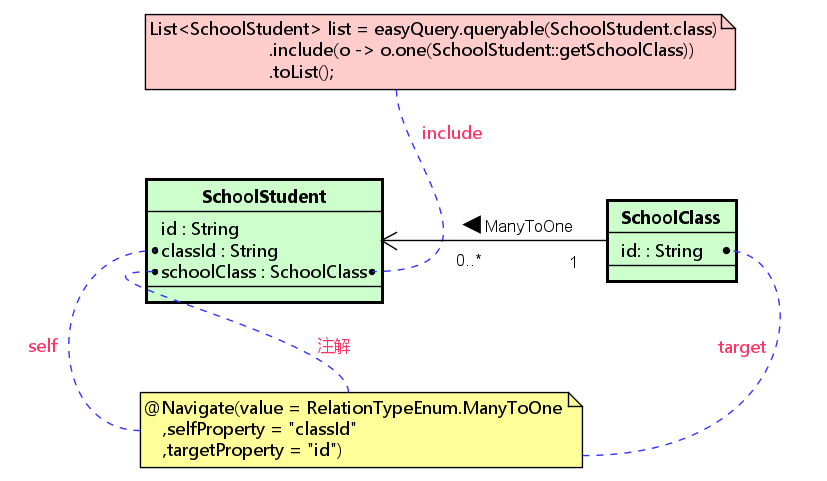 List<SchoolStudent> list = easyQuery.queryable(SchoolStudent.class)
.include(o -> o.one(SchoolStudent::getSchoolClass))
.toList();
include
SchoolStudent
id : String
classId : String
schoolClass : SchoolClass
ManyToOne
0..*
1
SchoolClass
id: : String
self
注解
target
@Navigate(value = RelationTypeEnum.ManyToOne
,selfProperty = "classId"
,targetProperty = "id")